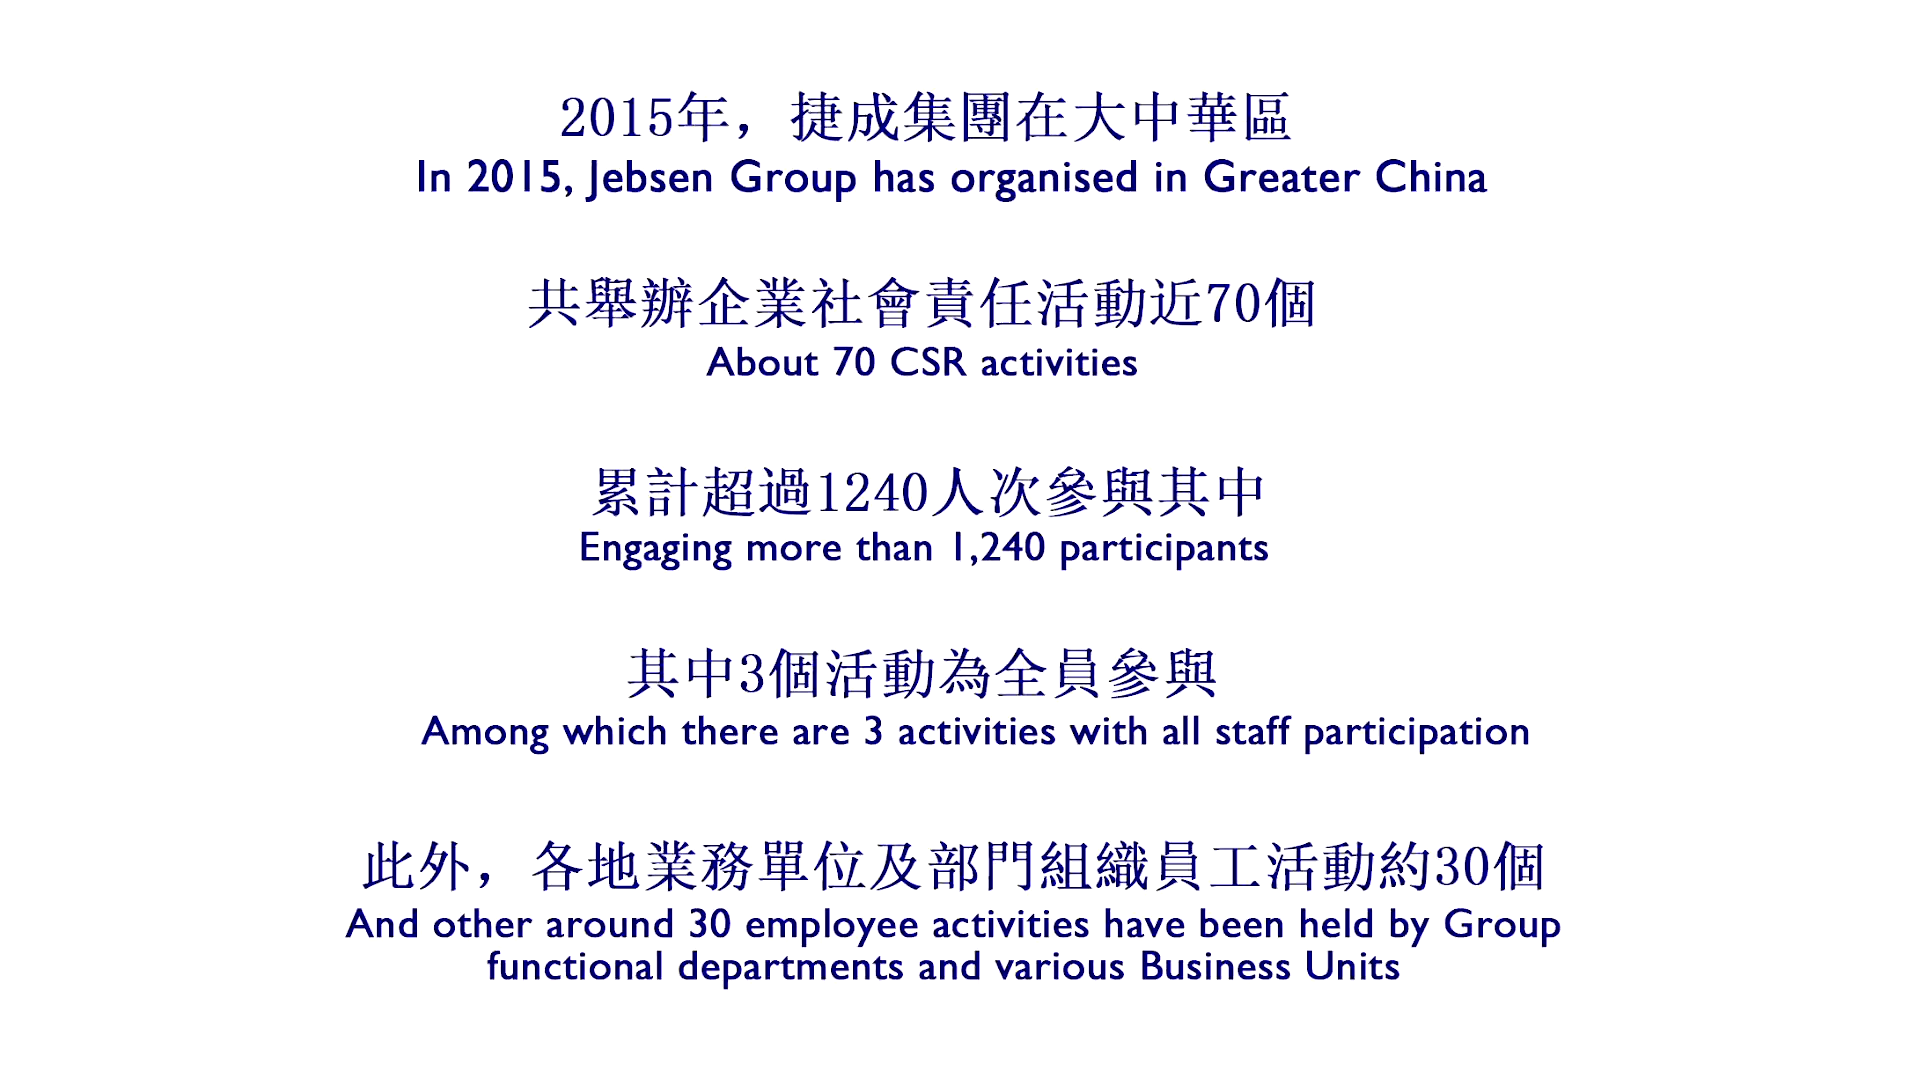 2015年，捷成集團在大中華區
In 2015, Jebsen Group has organised in Greater China
共舉辦企業社會責任活動近70個
About 70 CSR activities
累計超過1240人次參與其中
Engaging more than 1,240 participants
其中3個活動為全員參與
Among which there are 3 activities with all staff participation
此外，各地業務單位及部門組織員工活動約30個
And other around 30 employee activities have been held by Group
functional departments and various Business Units